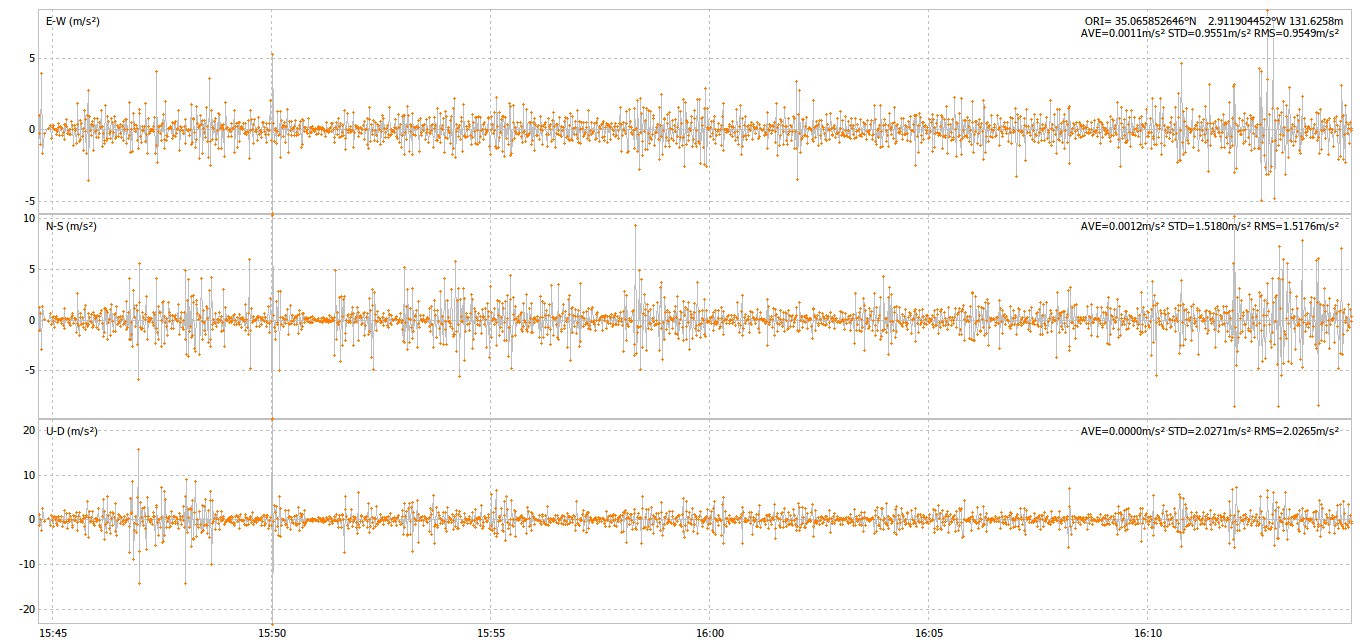 E-W (m/s²)
ORI= 35.065852646ºN 2.911904452ºW 131.6258m
AVE=0.0011m/s² STD=0.9551m/s² RMS=0.9549m/s²
5
0
-5
10
N-S (m/s²)
AVE=0.0012m/s² STD=1.5180m/s² RMS=1.5176m/s²
5
0
-5
20
U-D (m/s²)
AVE=0.0000m/s² STD=2.0271m/s² RMS=2.0265m/s²
10
0
-10
-20
15:45 15:50 15:55 16:00 16:05 16:10